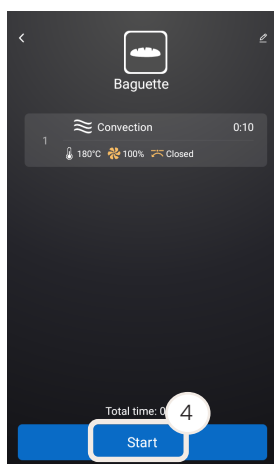 Baguette
Convection 0:10
1
180°C 100% Closed
Total time: 0
4
Start